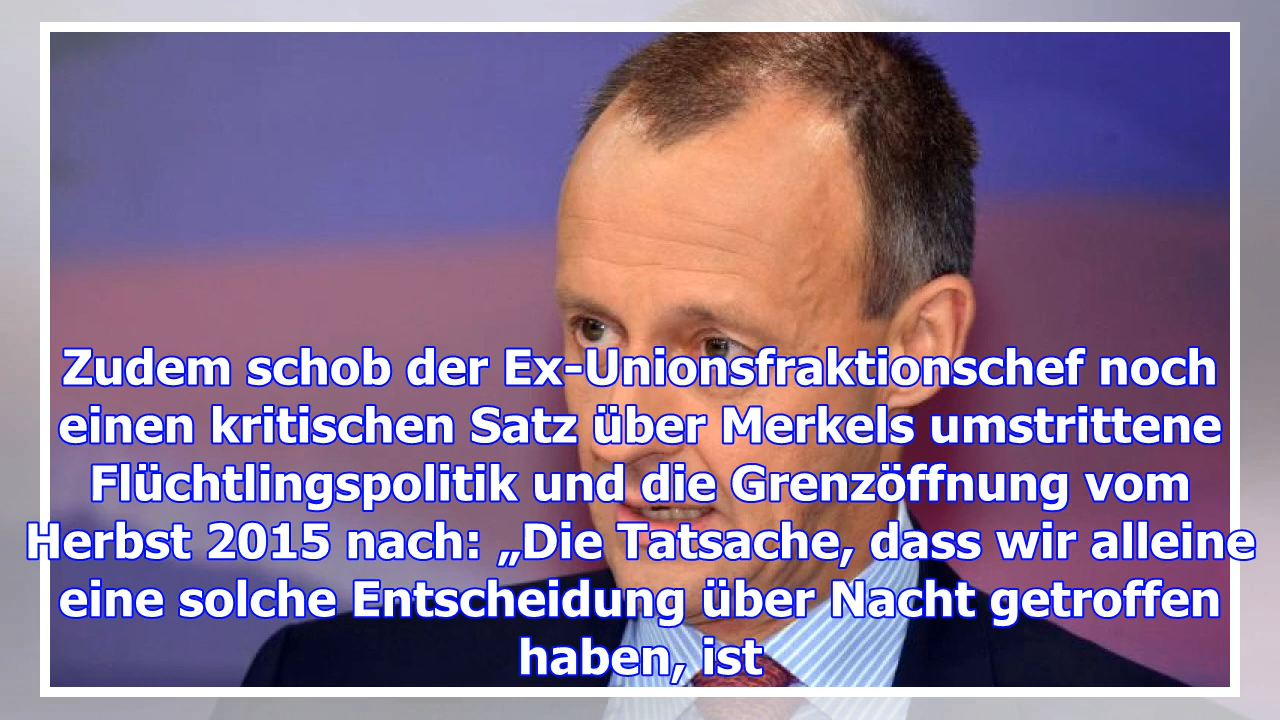 Zudem schob der Ex-Unionsfraktionschef noch
einen kritischen Satz über Merkels umstrittene
Flüchtlingspolitik und die Grenzöffnung vom
Herbst 2015 nach: „Die Tatsache, dass wir alleine
eine solche Entscheidung über Nacht getroffen
haben, ist